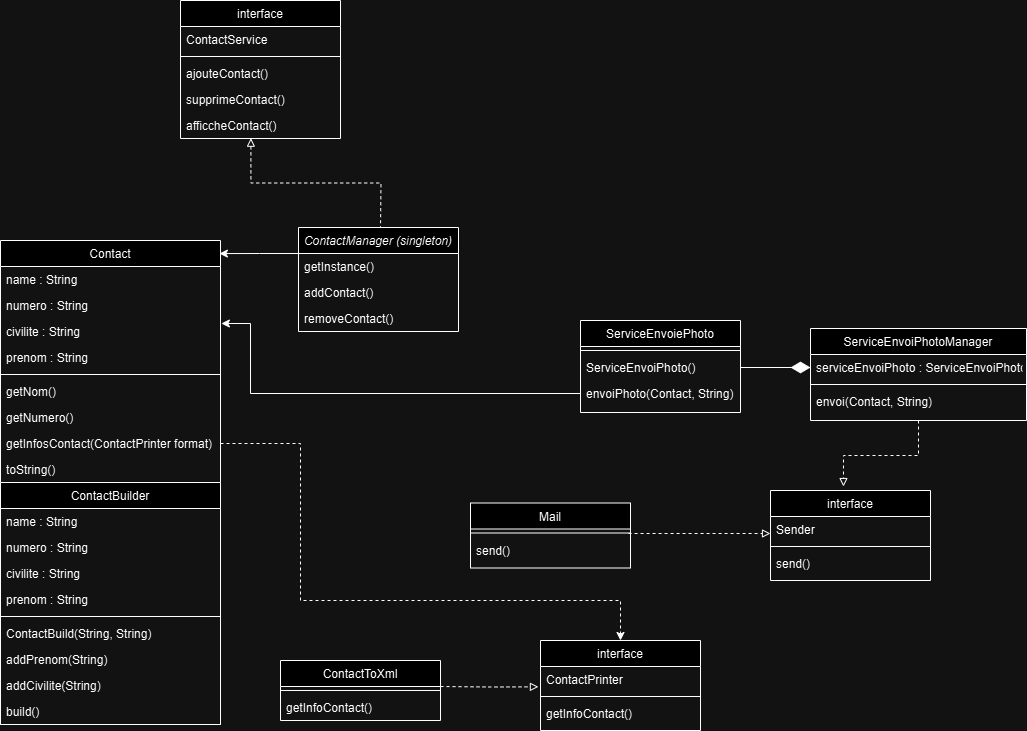 interface
ContactService
ajouteContact()
supprimeContact()
afficcheContact()
ContactManager (singleton)
getInstance()
addContact()
removeContact()
Contact
name : String
numero : String
civilite : String
prenom : String
getNom()
getNumero()
getInfosContact(ContactPrinter format)
toString()
ContactBuilder
name : String
numero : String
civilite : String
prenom : String
ContactBuild(String, String)
addPrenom(String)
addCivilite(String)
build()
ServiceEnvoiePhoto
ServiceEnvoiPhoto()
envoiPhoto(Contact, String)
ServiceEnvoiPhotoManager
serviceEnvoiPhoto : ServiceEnvoiPhoto
envoi(Contact, String)
Mail
send()
interface
Sender
send()
ContactToXml
getInfoContact()
interface
ContactPrinter
getInfoContact()